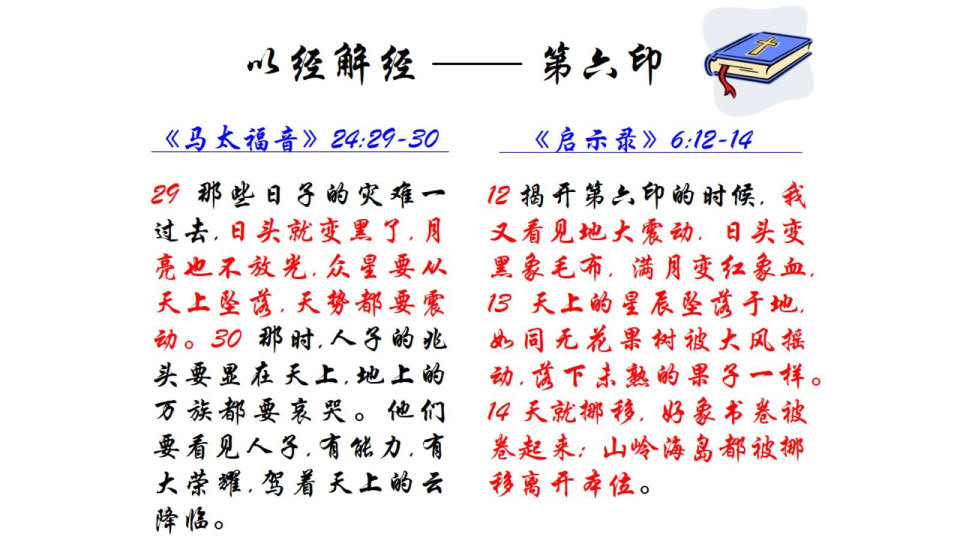 以经解经 —— 第六印
《马太福音》24:29-30
29 那些日子的灾难一
过去,日头就变黑了,月
亮也不放光,众星要从
天上坠落,天势都要震
动。30 那时,人子的兆
头要显在天上,地上的
万族都要哀哭。他们
要看见人子,有能力,有
大荣耀,驾着天上的云
降临。
《启示录》6:12-14
12 揭开第六印的时候,我
又看见地大震动,日头变
黑象毛布,满月变红象血,
13 天上的星辰坠落于地,
如同无花果树被大风摇
动,落下未熟的果子一样。
14 天就挪移,好象书卷被
卷起来;山岭海岛都被挪
移离开本位。